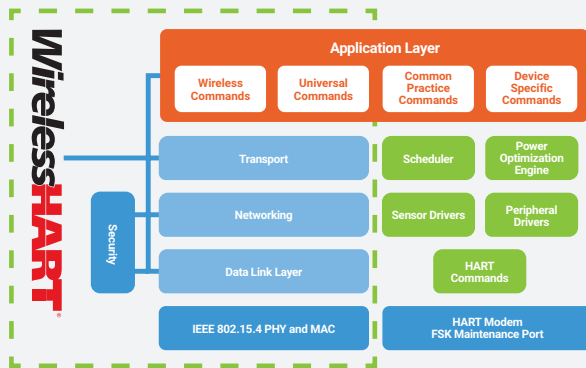 WirelessHART®
Application Layer
Wireless
Commands
Universal
Commands
Common
Practice
Commands
Device
Specific
Commands
Transport
Scheduler
Power
Optimization
Engine
Security
Networking
Sensor Drivers
Peripheral
Drivers
Data Link Layer
HART
Commands
IEEE 802.15.4 PHY and MAC
HART Modem
FSK Maintenance Port